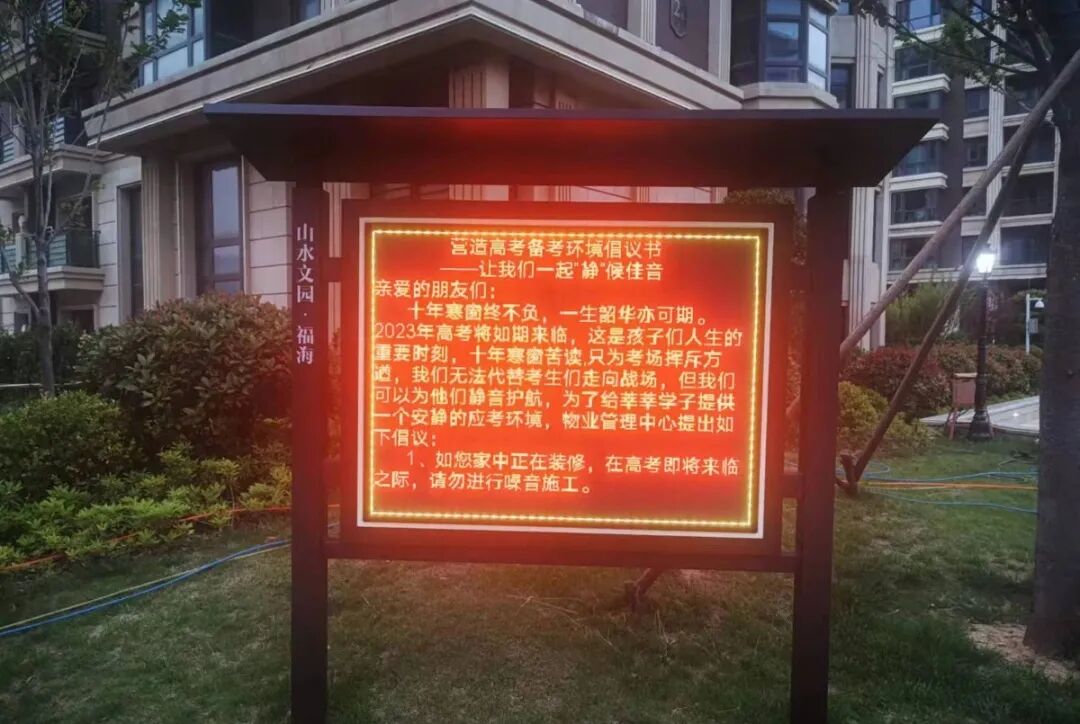 营造高考备考环境倡议书
——让我们一起"静"候佳音
亲爱的朋友们：
十年寒窗终不负，一生韶华亦可期。
2023年高考将如期来临，这是孩子们人生的
重要时刻，十年寒窗苦读,只为考场挥斥方
遒，我们无法代替考生们走向战场，但我们
可以为他们静音护航，为了给莘莘学子提供
一个安静的应考环境，物业管理中心提出如
下倡议：
1、如您家中正在装修，在高考即将来临
之际，请勿进行噪音施工。
山水文园·福海